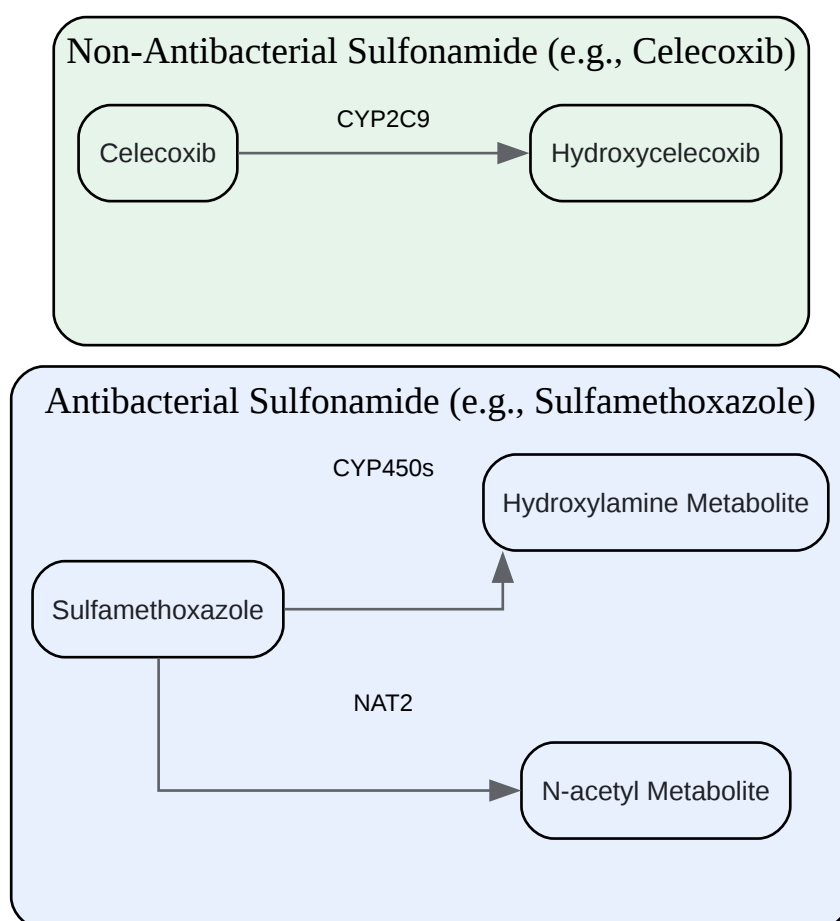 Non-Antibacterial Sulfonamide (e.g., Celecoxib)
CYP2C9
Celecoxib
Hydroxycelecoxib
Antibacterial Sulfonamide (e.g., Sulfamethoxazole)
CYP450s
Hydroxylamine Metabolite
Sulfamethoxazole
NAT2
N-acetyl Metabolite